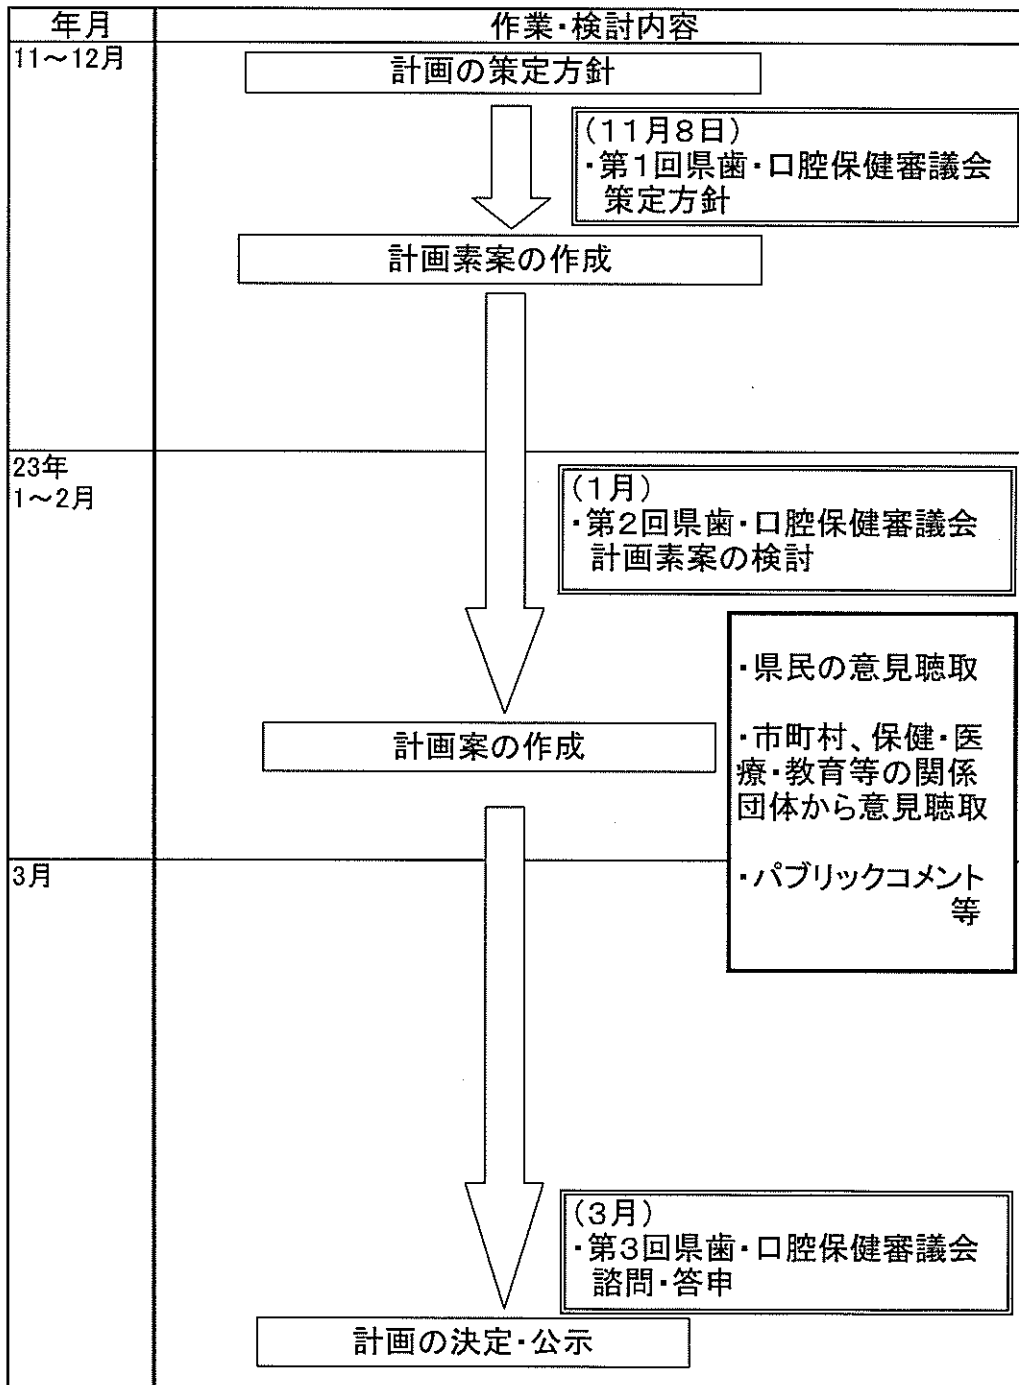 年月
作業・検討内容
11～12月
計画の策定方針
(11月8日)
・第1回県歯・口腔保健審議会
策定方針
計画素案の作成
23年
1～2月
(1月)
・第2回県歯・口腔保健審議会
計画素案の検討
・県民の意見聴取
・市町村、保健・医
療・教育等の関係
団体から意見聴取
・パブリックコメント
等
計画案の作成
3月
(3月)
・第3回県歯・口腔保健審議会
諮問・答申
計画の決定・公示